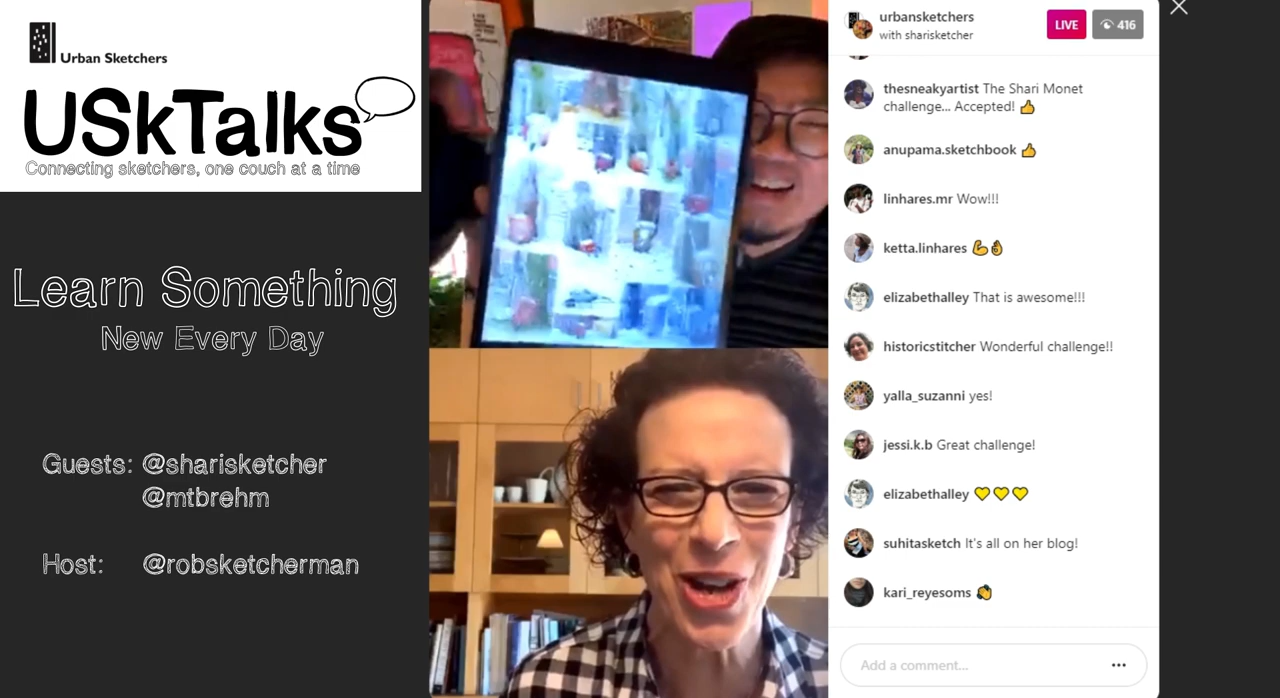 Urban Sketchers
USkTalks
Connecting sketchers, one couch at a time
Learn Something
New Every Day
Guests: @sharisketcher
@mtbrehm
Host: @robsketcherman
urbansketchers
with sharisketcher
LIVE
416
thesneakyartist The Shari Monet
challenge... Accepted! 👍
anupama.sketchbook 👍
linhares.mr Wow!!!
ketta.linhares 💪👌
elizabethalley That is awesome!!!
historicstitcher Wonderful challenge!!
yalla_suzanni yes!
jessi.k.b Great challenge!
elizabethalley 💛💛💛
suhitasketch It's all on her blog!
kari_reyesoms 👏
Add a comment...